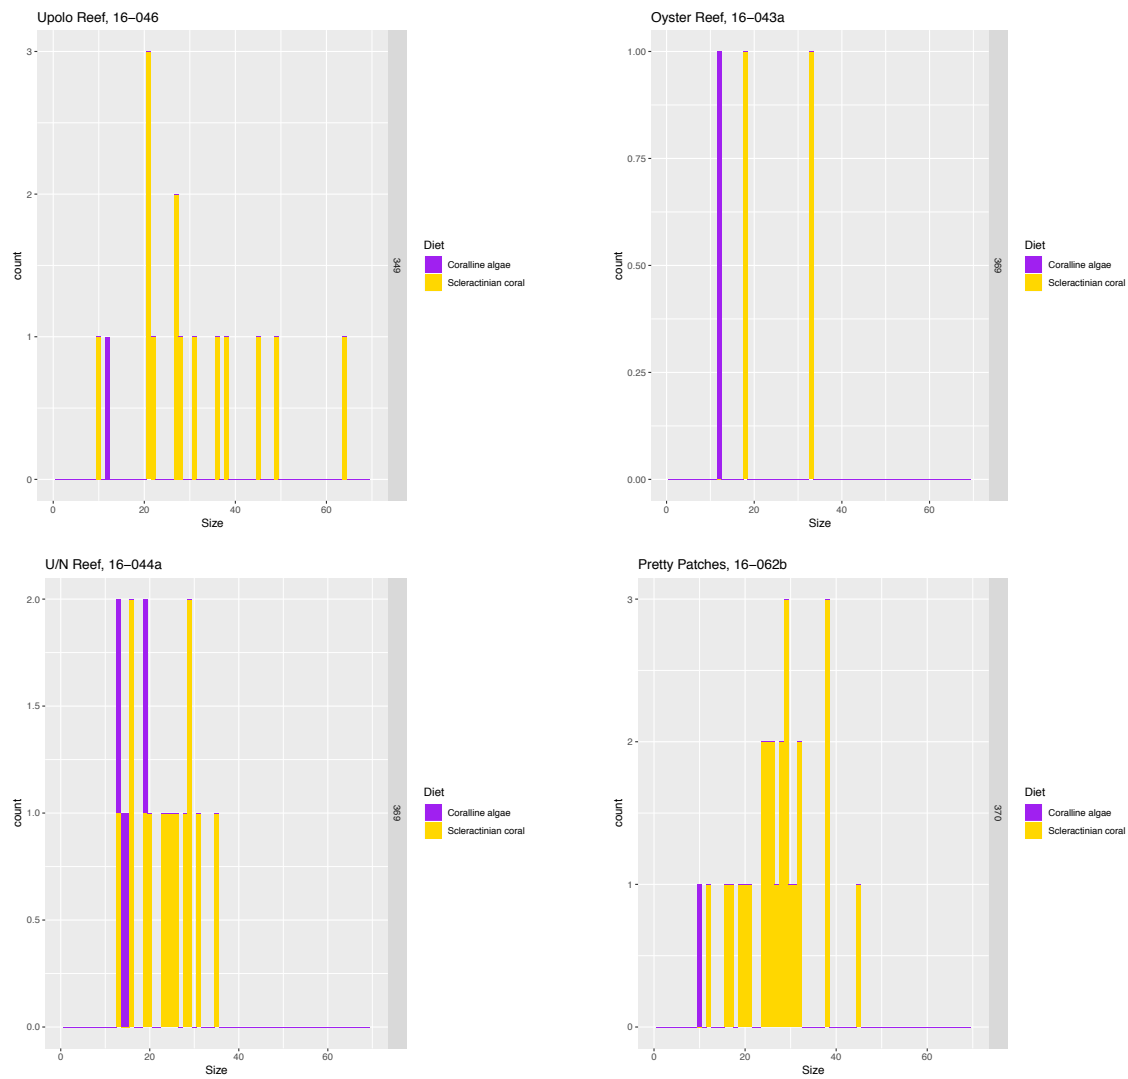 Upolo Reef, 16−046
3
2
1
0
count
0 20 40 60
Size
349
Diet
Coralline algae
Scleractinian coral
Oyster Reef, 16−043a
1.00
0.75
0.50
0.25
0.00
count
0 20 40 60
Size
369
Diet
Coralline algae
Scleractinian coral
U/N Reef, 16−044a
2.0
1.5
1.0
0.5
0.0
count
0 20 40 60
Size
369
Diet
Coralline algae
Scleractinian coral
Pretty Patches, 16−062b
3
2
1
0
count
0 20 40 60
Size
370
Diet
Coralline algae
Scleractinian coral